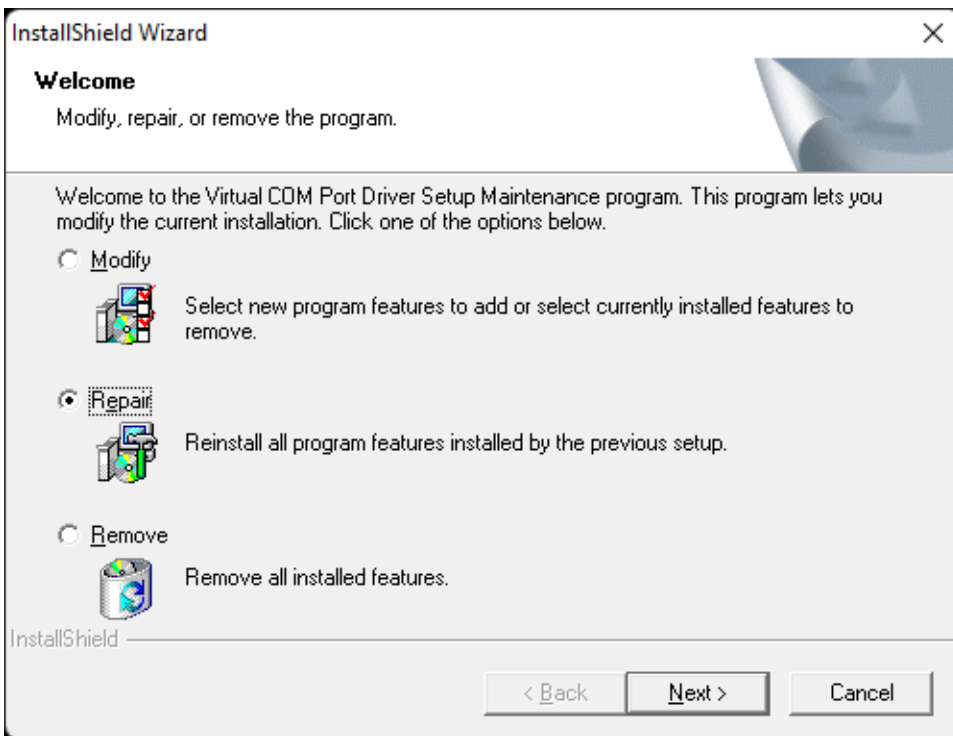 InstallShield Wizard
Welcome
Modify, repair, or remove the program.
Welcome to the Virtual COM Port Driver Setup Maintenance program. This program lets you
modify the current installation. Click one of the options below.
Modify
Select new program features to add or select currently installed features to
remove.
Repair
Reinstall all program features installed by the previous setup.
Remove
Remove all installed features.
InstallShield
< Back
Next >
Cancel